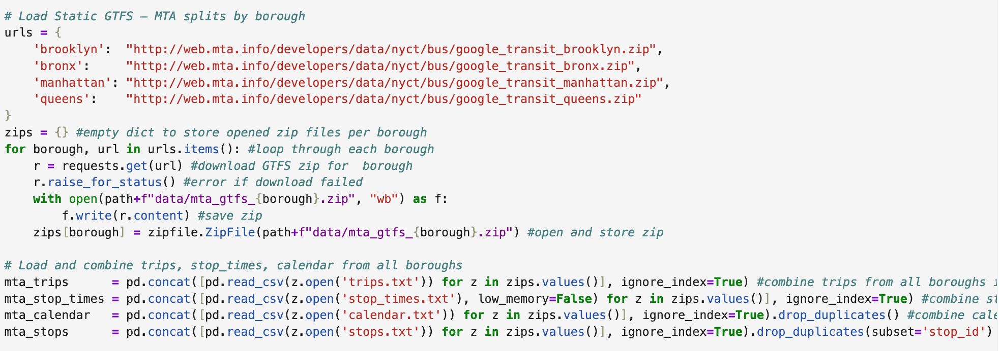 # Load Static GTFS — MTA splits by borough
urls = {
    'brooklyn':  "http://web.mta.info/developers/data/nyct/bus/google_transit_brooklyn.zip",
    'bronx':     "http://web.mta.info/developers/data/nyct/bus/google_transit_bronx.zip",
    'manhattan': "http://web.mta.info/developers/data/nyct/bus/google_transit_manhattan.zip",
    'queens':    "http://web.mta.info/developers/data/nyct/bus/google_transit_queens.zip"
}
zips = {} #empty dict to store opened zip files per borough
for borough, url in urls.items(): #loop through each borough
    r = requests.get(url) #download GTFS zip for  borough
    r.raise_for_status() #error if download failed
    with open(path+f"data/mta_gtfs_{borough}.zip", "wb") as f:
        f.write(r.content) #save zip
    zips[borough] = zipfile.ZipFile(path+f"data/mta_gtfs_{borough}.zip") #open and store zip

# Load and combine trips, stop_times, calendar from all boroughs
mta_trips      = pd.concat([pd.read_csv(z.open('trips.txt')) for z in zips.values()], ignore_index=True) #combine trips from all boroughs
mta_stop_times = pd.concat([pd.read_csv(z.open('stop_times.txt'), low_memory=False) for z in zips.values()], ignore_index=True) #combine
mta_calendar   = pd.concat([pd.read_csv(z.open('calendar.txt')) for z in zips.values()], ignore_index=True).drop_duplicates() #combine
mta_stops      = pd.concat([pd.read_csv(z.open('stops.txt')) for z in zips.values()], ignore_index=True).drop_duplicates(subset='stop_id')